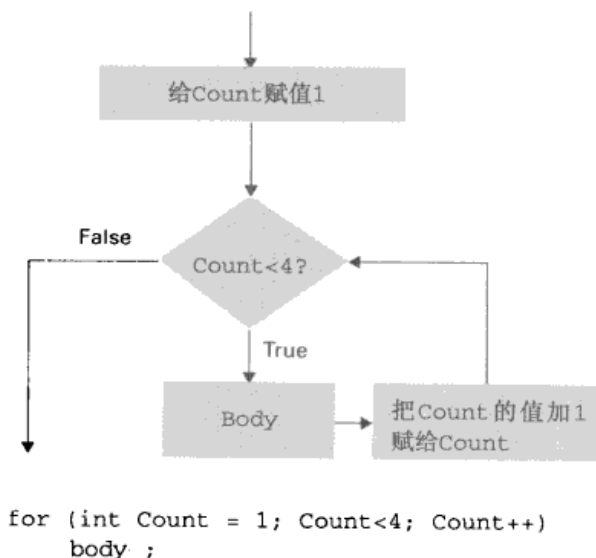 给Count赋值1
False
Count<4?
True
Body
把Count的值加1
赋给Count
for (int Count = 1; Count<4; Count++)
body ;